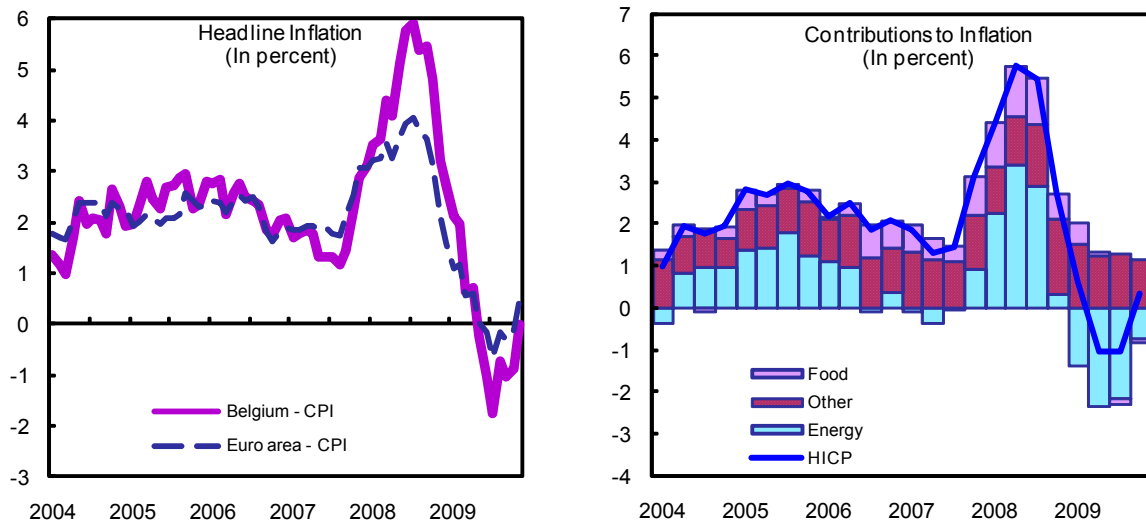 Headline Inflation
(In percent)
6
5
4
3
2
1
0
-1
-2
-3
Belgium - CPI
Euro area - CPI
2004 2005 2006 2007 2008 2009
Contributions to Inflation
(In percent)
7
6
5
4
3
2
1
0
-1
-2
-3
-4
Food
Other
Energy
HICP
2004 2005 2006 2007 2008 2009